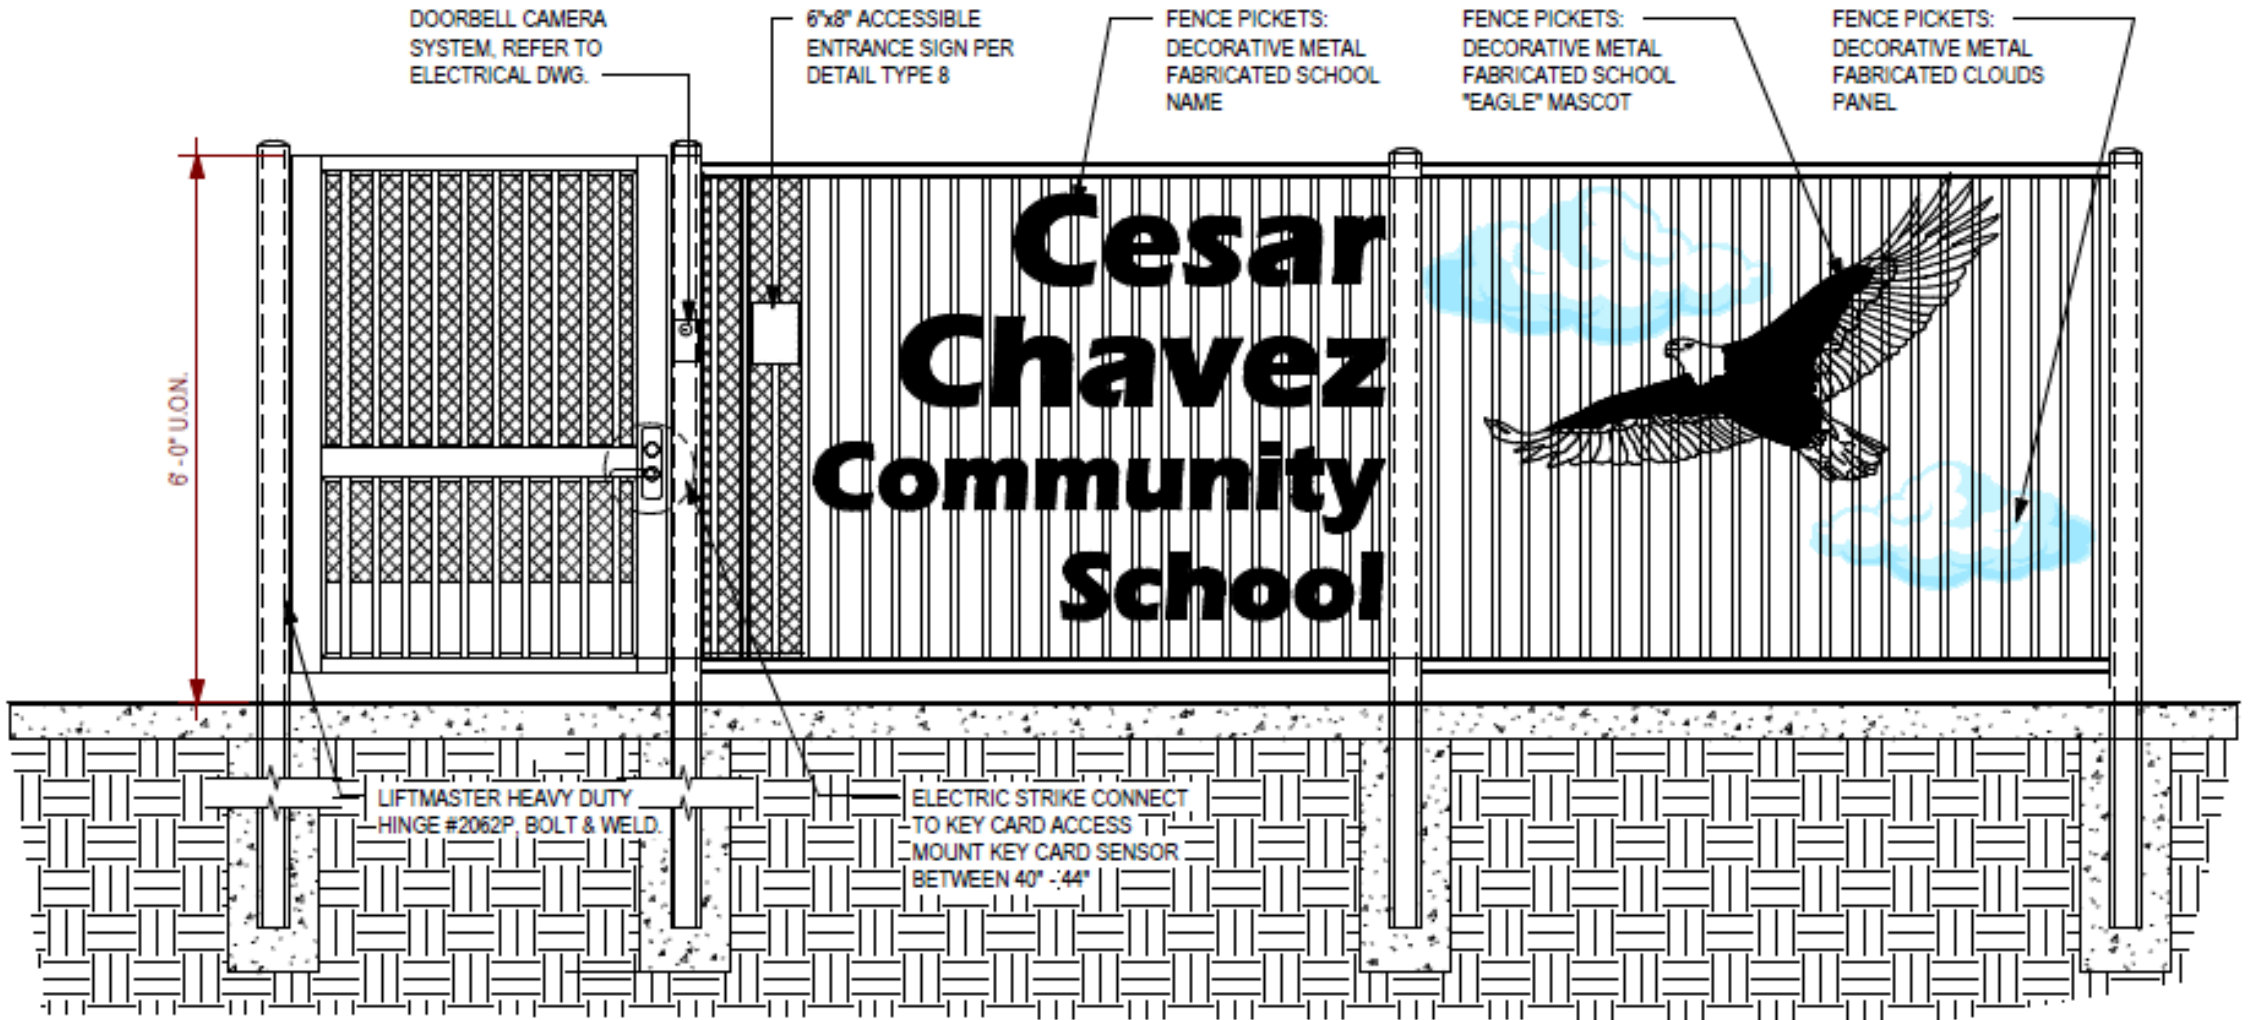 DOORBELL CAMERA
SYSTEM, REFER TO
ELECTRICAL DWG.
6"x8" ACCESSIBLE
ENTRANCE SIGN PER
DETAIL TYPE 8
FENCE PICKETS:
DECORATIVE METAL
FABRICATED SCHOOL
NAME
FENCE PICKETS:
DECORATIVE METAL
FABRICATED SCHOOL
"EAGLE" MASCOT
FENCE PICKETS:
DECORATIVE METAL
FABRICATED CLOUDS
PANEL
6'-0" U.O.N.
Cesar
Chavez
Community
School
LIFTMASTER HEAVY DUTY
HINGE #2062P, BOLT & WELD.
ELECTRIC STRIKE CONNECT
TO KEY CARD ACCESS
MOUNT KEY CARD SENSOR
BETWEEN 40" - 44"